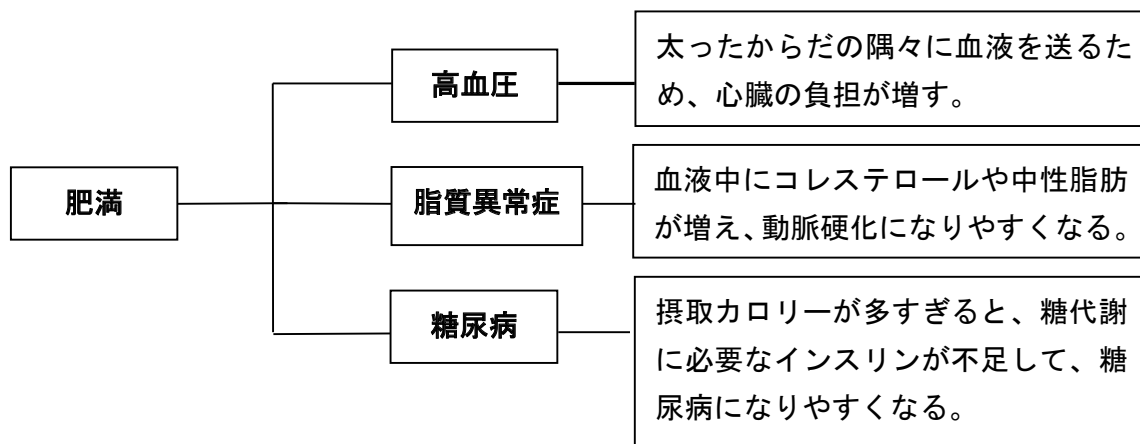 肥満
高血圧
太ったからだの隅々に血液を送るた
め、心臓の負担が増す。
脂質異常症
血液中にコレステロールや中性脂肪
が増え、動脈硬化になりやすくなる。
糖尿病
摂取カロリーが多すぎると、糖代謝
に必要なインスリンが不足して、糖
尿病になりやすくなる。